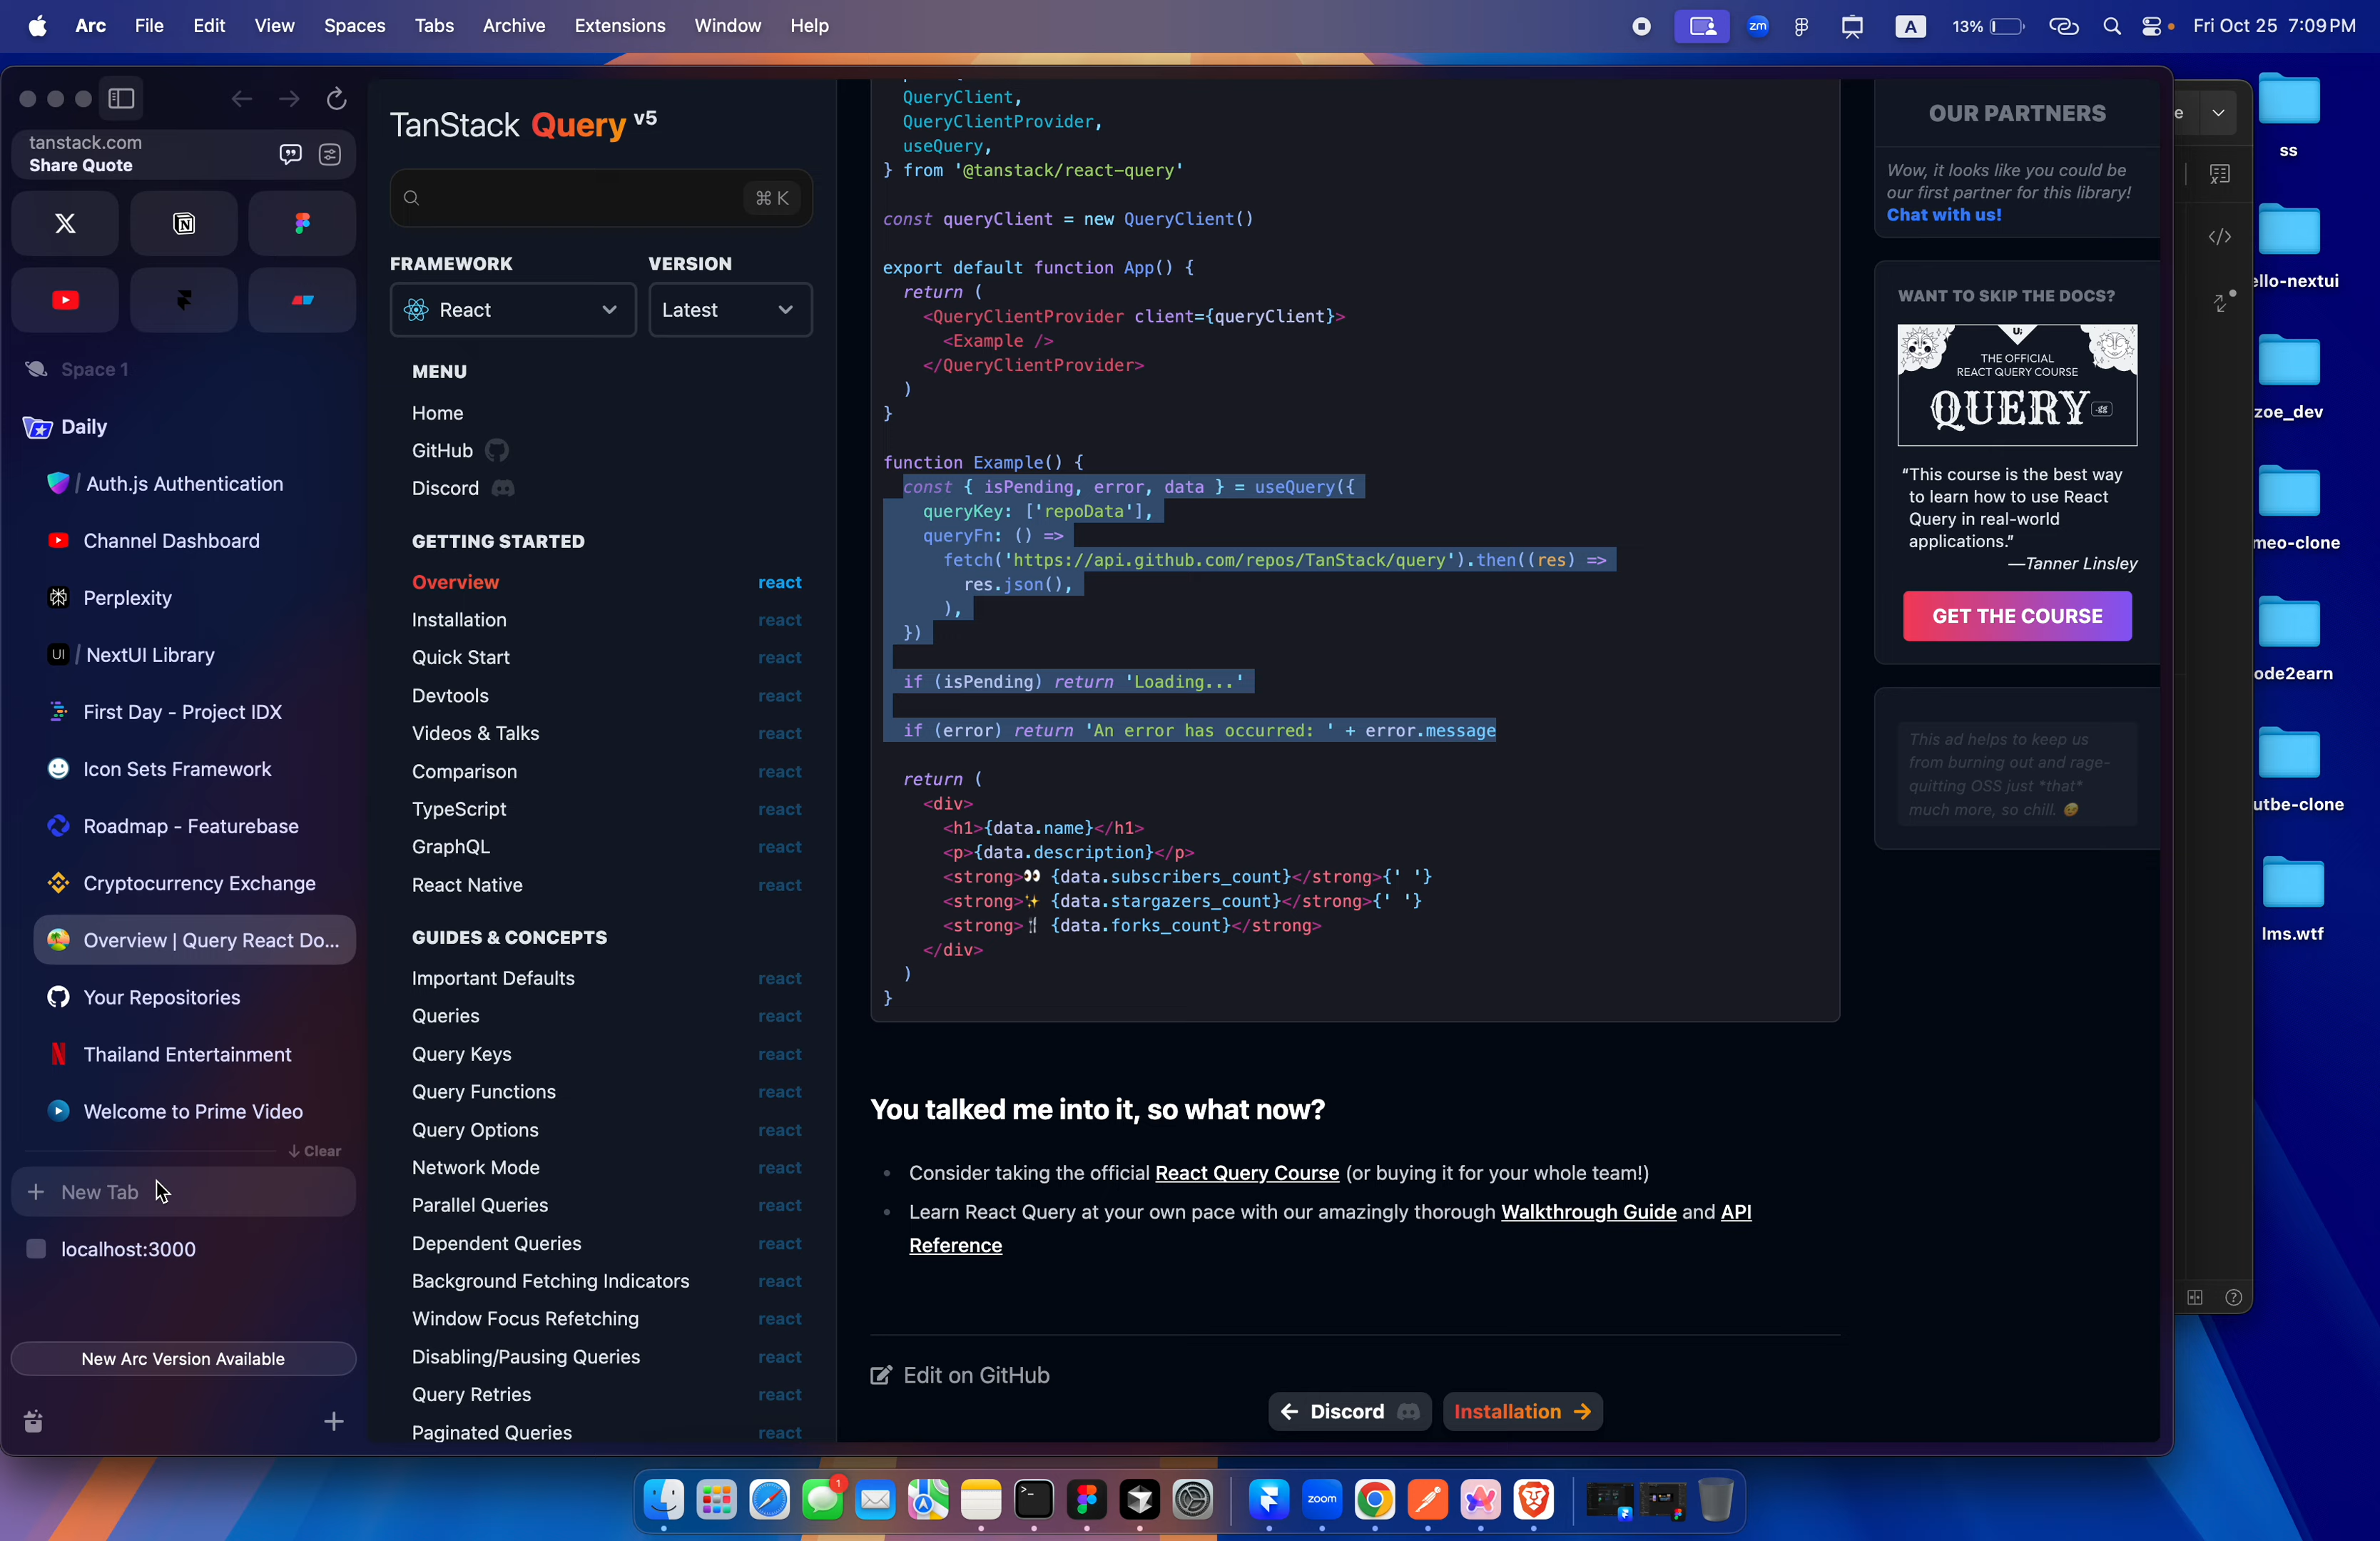 Arc File Edit View Spaces Tabs Archive Extensions Window Help
zm A 13% Fri Oct 25 7:09 PM
tanstack.com
Share Quote
Space 1
Daily
/ Auth.js Authentication
Channel Dashboard
Perplexity
UI / NextUI Library
First Day - Project IDX
Icon Sets Framework
Roadmap - Featurebase
Cryptocurrency Exchange
Overview | Query React Do...
Your Repositories
Thailand Entertainment
Welcome to Prime Video
↓ Clear
+ New Tab
localhost:3000
New Arc Version Available
TanStack Query v5
⌘ K
FRAMEWORK VERSION
React Latest
MENU
Home
GitHub
Discord
GETTING STARTED
Overview react
Installation react
Quick Start react
Devtools react
Videos & Talks react
Comparison react
TypeScript react
GraphQL react
React Native react
GUIDES & CONCEPTS
Important Defaults react
Queries react
Query Keys react
Query Functions react
Query Options react
Network Mode react
Parallel Queries react
Dependent Queries react
Background Fetching Indicators react
Window Focus Refetching react
Disabling/Pausing Queries react
Query Retries react
Paginated Queries react
QueryClient,
QueryClientProvider,
useQuery,
} from '@tanstack/react-query'
const queryClient = new QueryClient()
export default function App() {
return (
<QueryClientProvider client={queryClient}>
<Example />
</QueryClientProvider>
)
}
function Example() {
const { isPending, error, data } = useQuery({
queryKey: ['repoData'],
queryFn: () =>
fetch('https://api.github.com/repos/TanStack/query').then((res) =>
res.json(),
),
})
if (isPending) return 'Loading...'
if (error) return 'An error has occurred: ' + error.message
return (
<div>
<h1>{data.name}</h1>
<p>{data.description}</p>
<strong>👀 {data.subscribers_count}</strong>{' '}
<strong>✨ {data.stargazers_count}</strong>{' '}
<strong>🍴 {data.forks_count}</strong>
</div>
)
}
You talked me into it, so what now?
• Consider taking the official React Query Course (or buying it for your whole team!)
• Learn React Query at your own pace with our amazingly thorough Walkthrough Guide and API
Reference
Edit on GitHub
← Discord
Installation →
OUR PARTNERS
Wow, it looks like you could be
our first partner for this library!
Chat with us!
WANT TO SKIP THE DOCS?
U;
THE OFFICIAL
REACT QUERY COURSE
QUERY .gg
“This course is the best way
to learn how to use React
Query in real-world
applications.”
—Tanner Linsley
GET THE COURSE
This ad helps to keep us
from burning out and rage-
quitting OSS just *that*
much more, so chill. 😉
e
ss
ello-nextui
zoe_dev
meo-clone
ode2earn
utbe-clone
lms.wtf
1
zoom